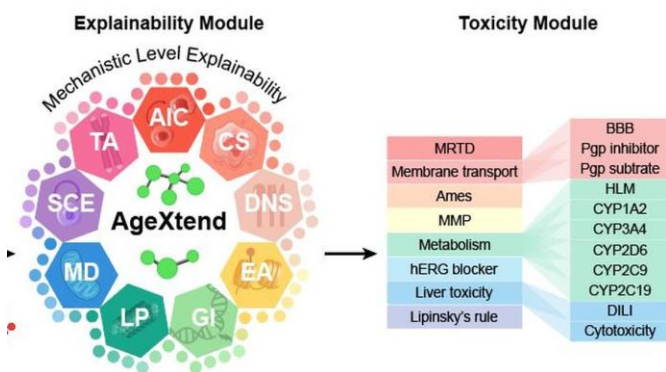 Explainability Module
Mechanistic Level Explainability
AIC
CS
DNS
EA
GI
LP
MD
SCE
TA
AgeXtend
Toxicity Module
MRTD
Membrane transport
Ames
MMP
Metabolism
hERG blocker
Liver toxicity
Lipinsky's rule
BBB
Pgp inhibitor
Pgp subtrate
HLM
CYP1A2
CYP3A4
CYP2D6
CYP2C9
CYP2C19
DILI
Cytotoxicity